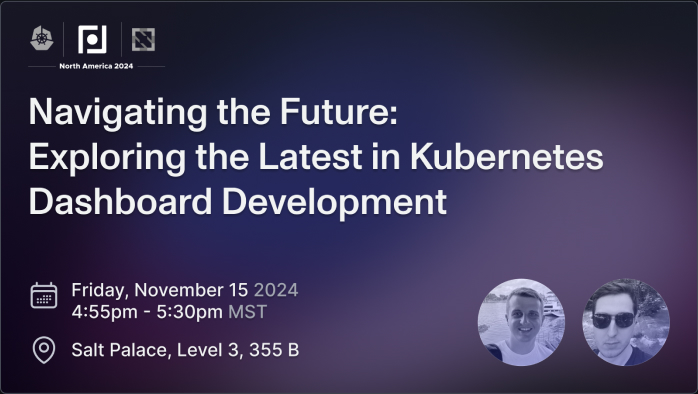 North America 2024
Navigating the Future:
Exploring the Latest in Kubernetes
Dashboard Development
Friday, November 15 2024
4:55pm - 5:30pm MST
Salt Palace, Level 3, 355 B